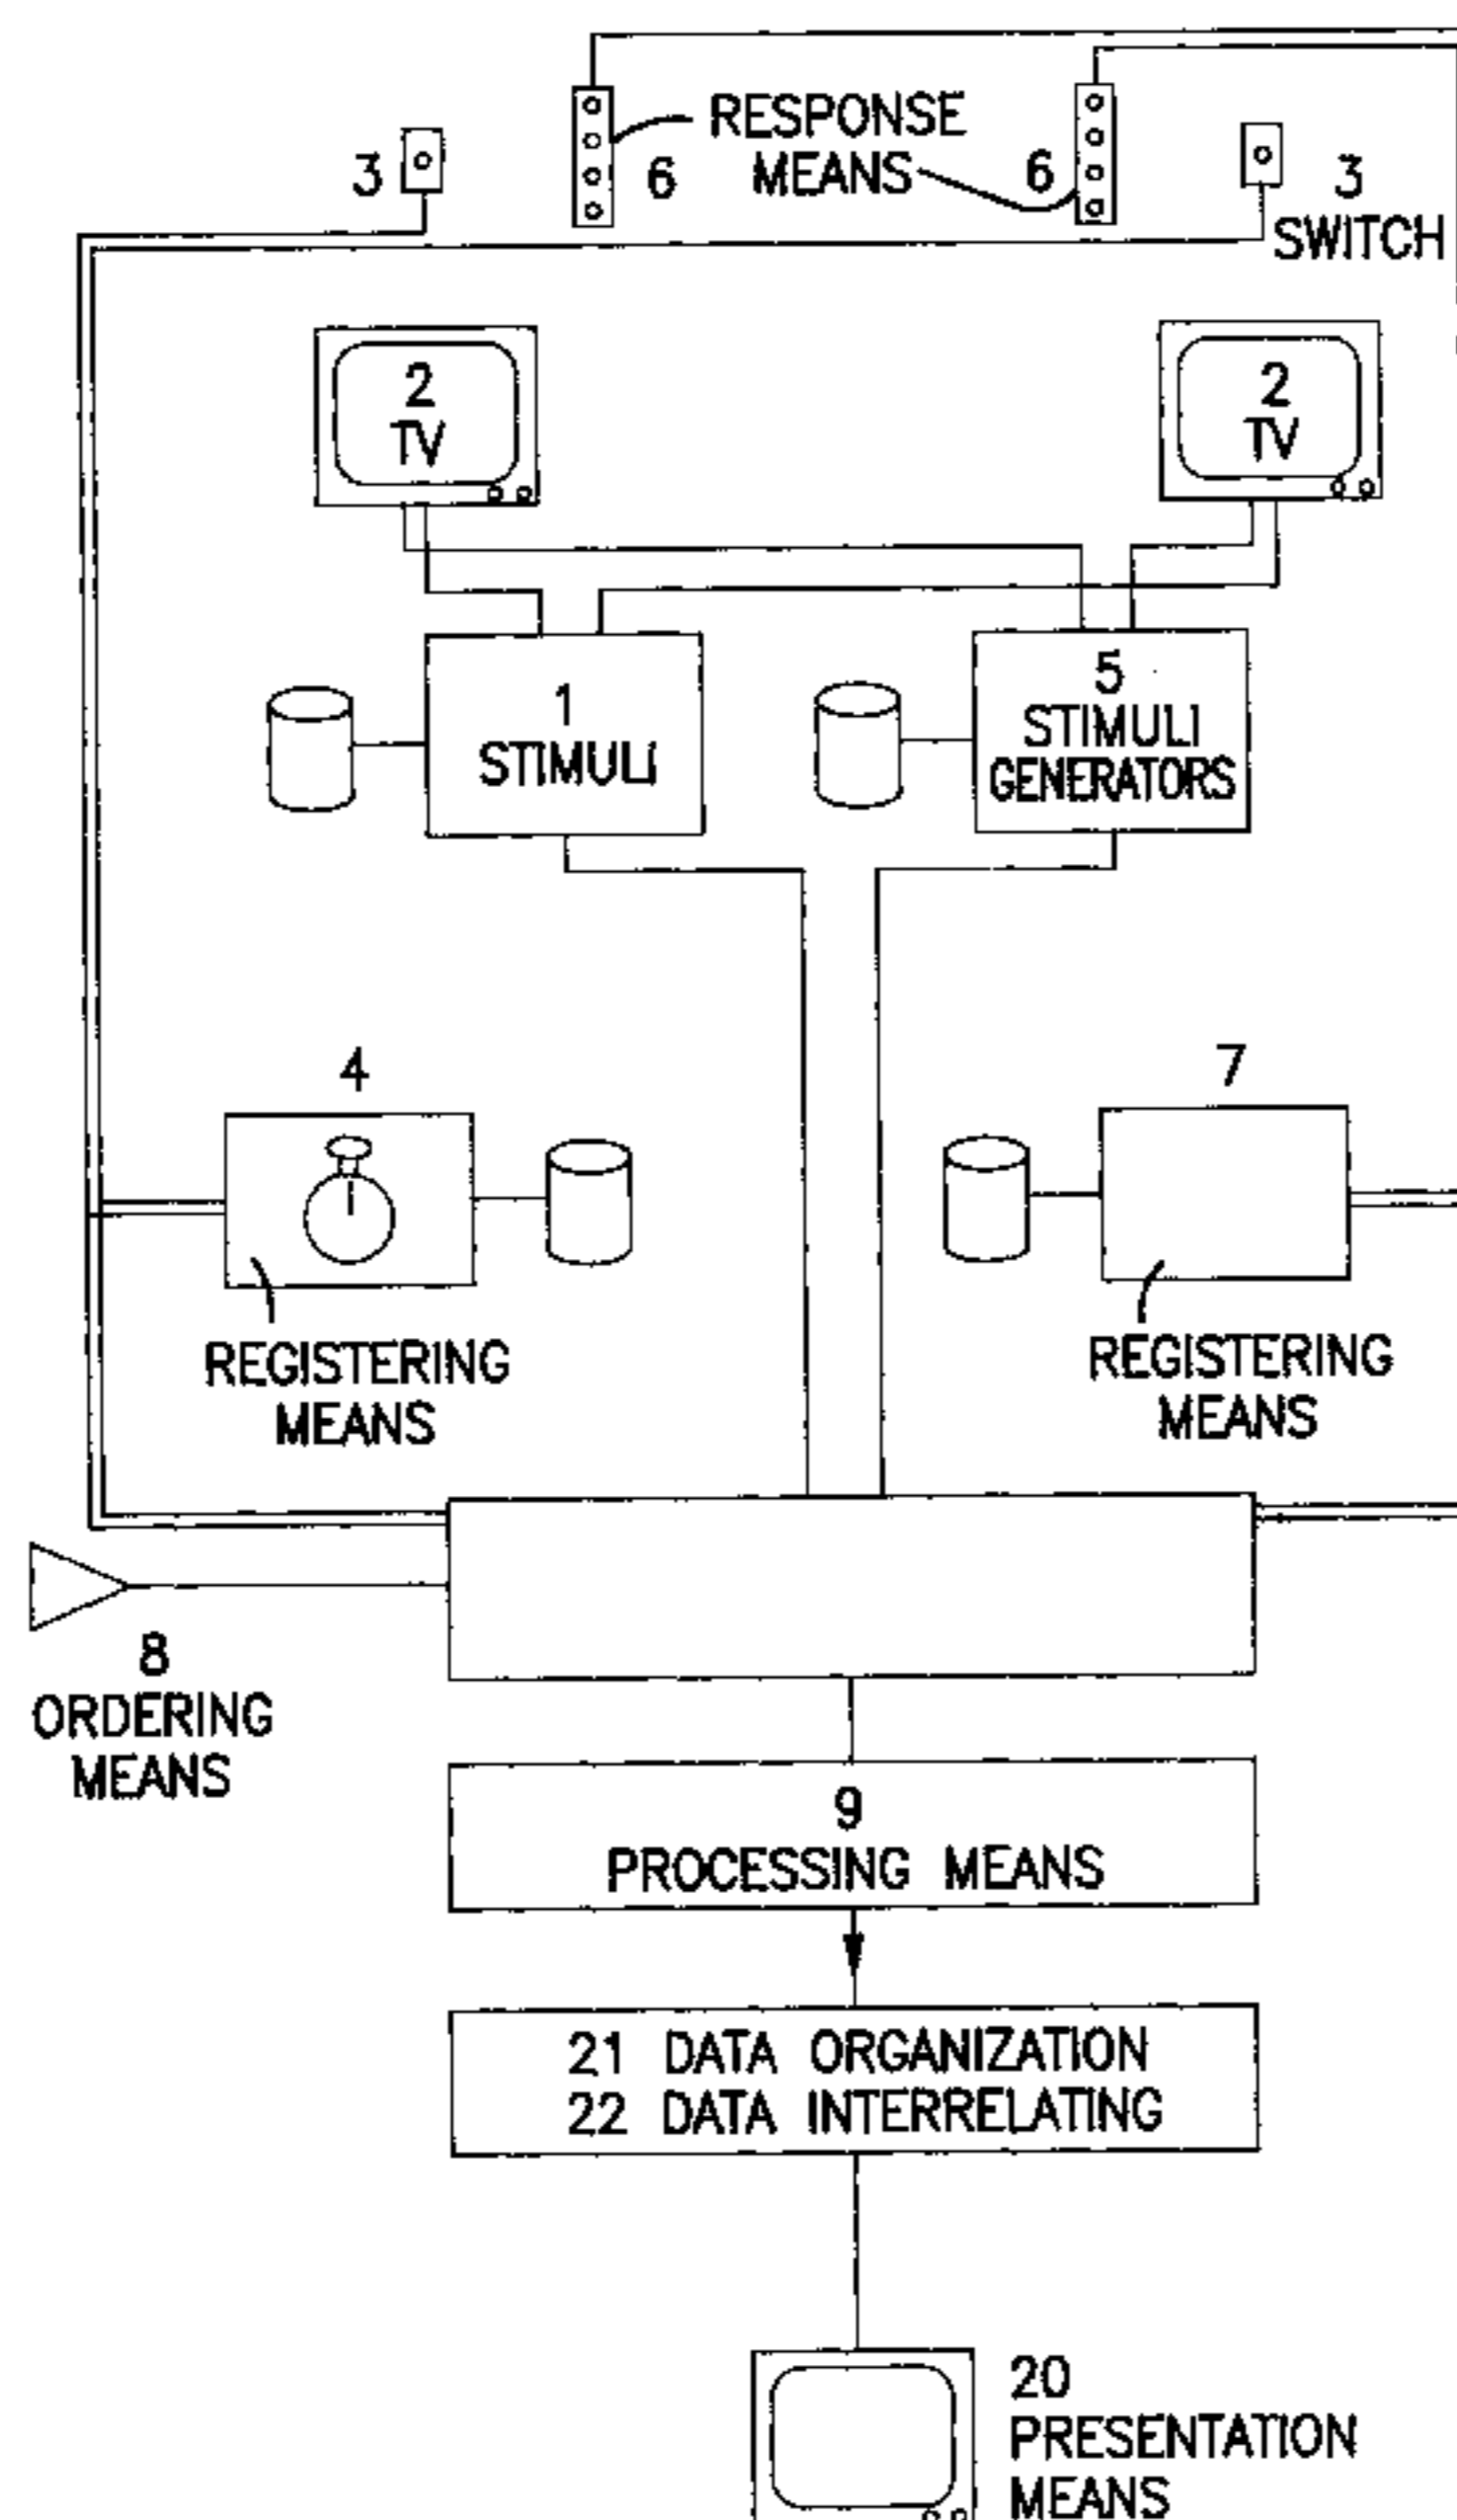 RESPONSE
MEANS
3
6
6
3
SWITCH
2
TV
2
TV
1
STIMULI
5
STIMULI
GENERATORS
4
7
REGISTERING
MEANS
REGISTERING
MEANS
8
ORDERING
MEANS
9
PROCESSING MEANS
21 DATA ORGANIZATION
22 DATA INTERRELATING
20
PRESENTATION
MEANS